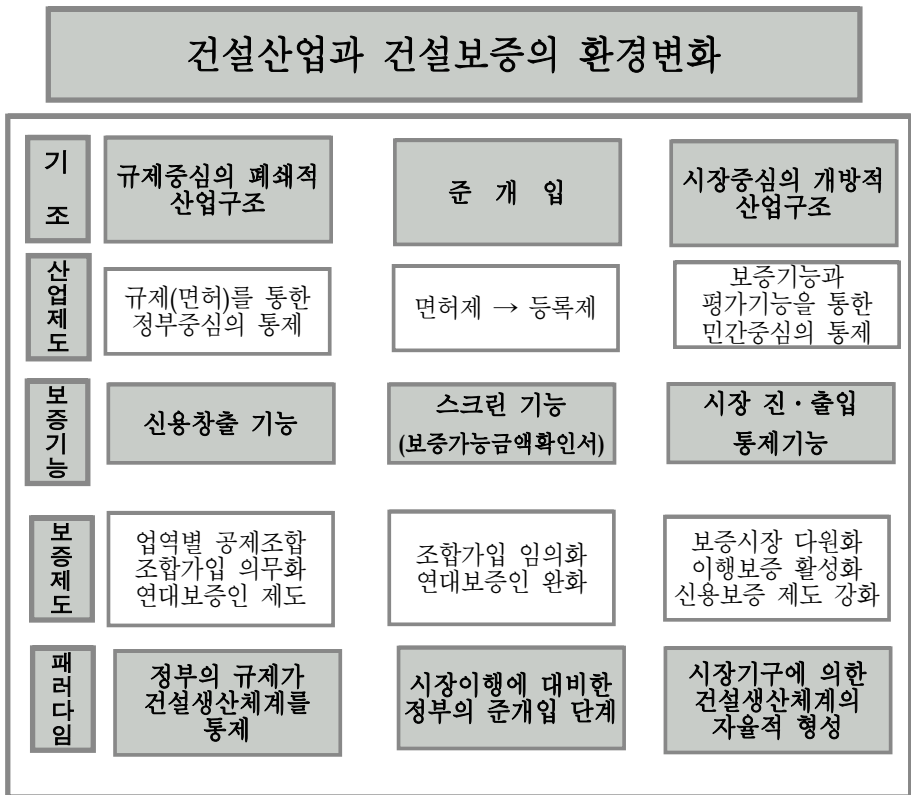 건설산업과 건설보증의 환경변화
기
조
규제중심의 폐쇄적
산업구조
준 개 입
시장중심의 개방적
산업구조
산
업
제
도
규제(면허)를 통한
정부중심의 통제
면허제 → 등록제
보증기능과
평가기능을 통한
민간중심의 통제
보
증
기
능
신용창출 기능
스크린 기능
(보증가능금액확인서)
시장 진·출입
통제기능
보
증
제
도
업역별 공제조합
조합가입 의무화
연대보증인 제도
조합가입 임의화
연대보증인 완화
보증시장 다원화
이행보증 활성화
신용보증 제도 강화
패
러
다
임
정부의 규제가
건설생산체계를
통제
시장이행에 대비한
정부의 준개입 단계
시장기구에 의한
건설생산체계의
자율적 형성